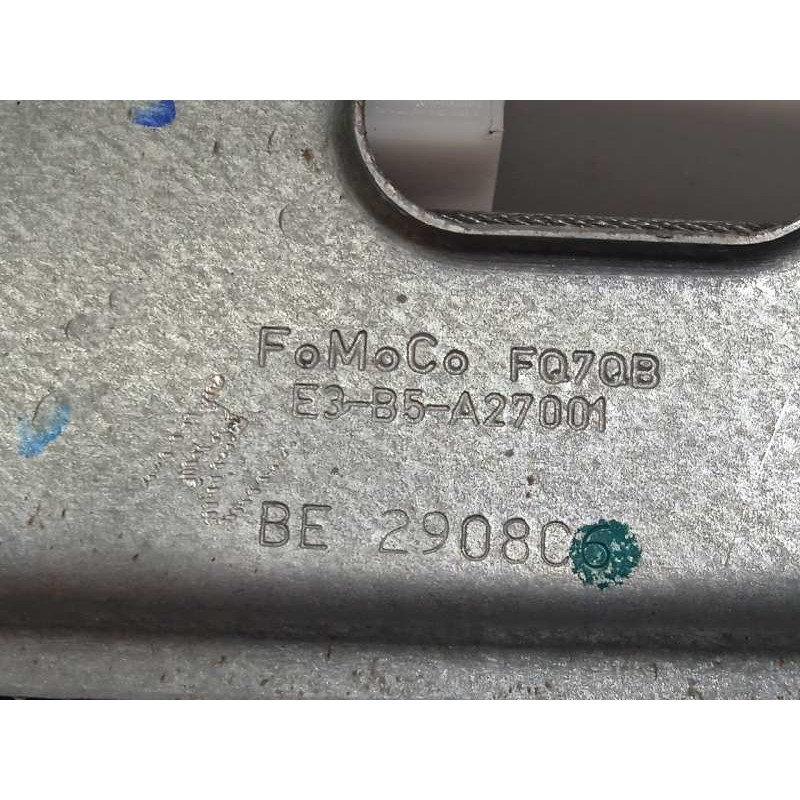 FoMoCo FQ7QB
E3-B5-A27001
BE 2908C6